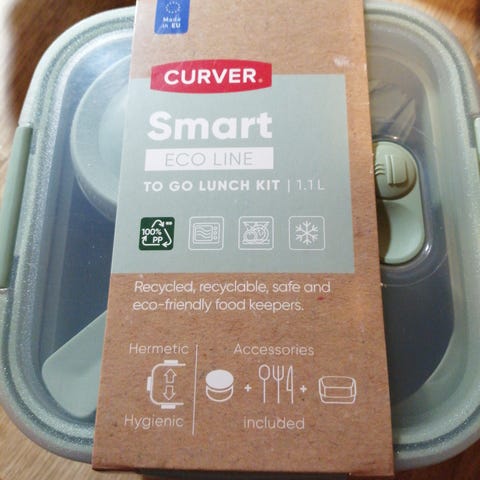 Made in
EU
CURVER®
Smart
ECO LINE
TO GO LUNCH KIT | 1.1 L
100%
PP
Recycled, recyclable, safe and
eco-friendly food keepers.
Hermetic
Hygienic
Accessories
+ + 
included